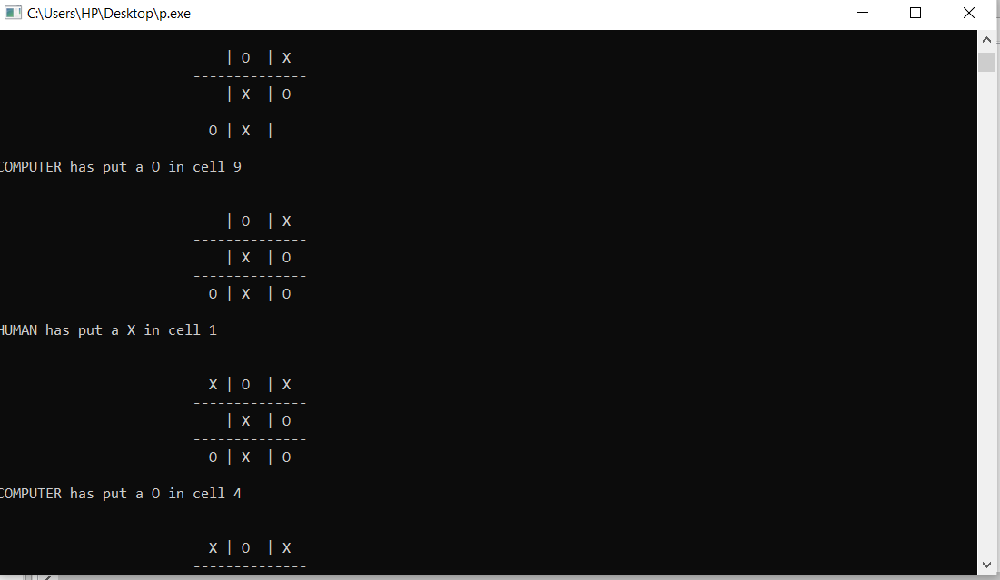 C:\Users\HP\Desktop\p.exe
| O | X
--------------
| X | O
--------------
O | X |
COMPUTER has put a O in cell 9
| O | X
--------------
| X | O
--------------
O | X | O
HUMAN has put a X in cell 1
X | O | X
--------------
| X | O
--------------
O | X | O
COMPUTER has put a O in cell 4
X | O | X
--------------